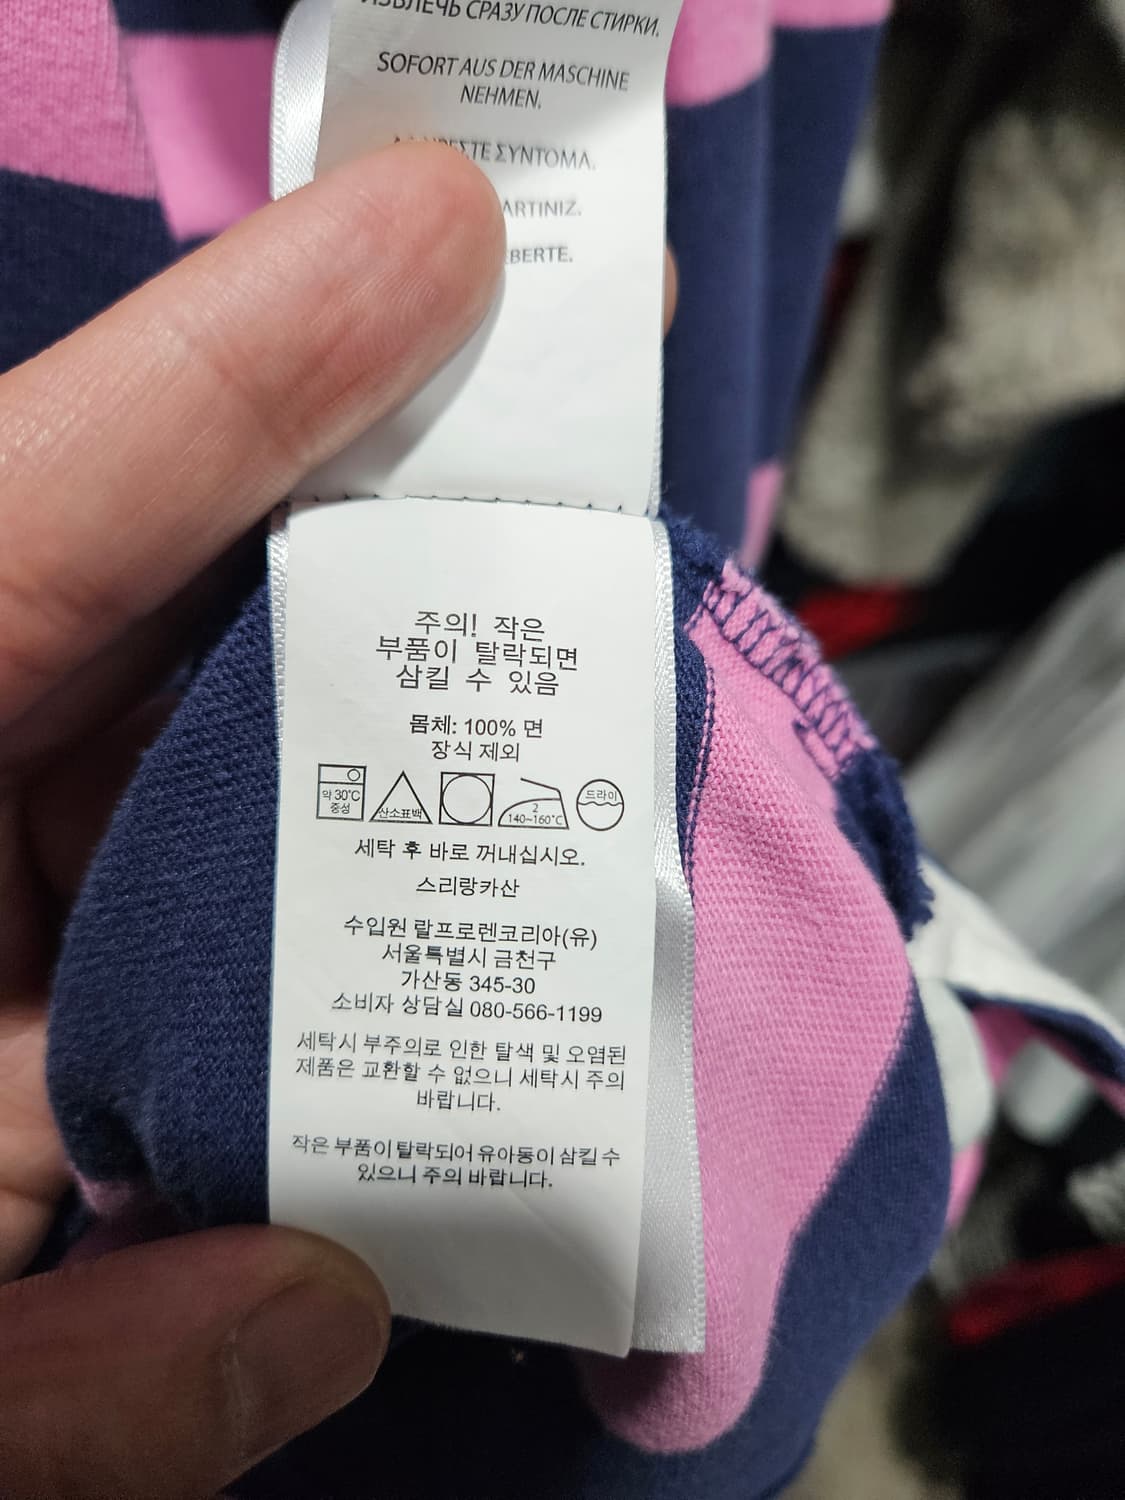 ИЗВЛЕЧЬ СРАЗУ ПОСЛЕ СТИРКИ.
SOFORT AUS DER MASCHINE
NEHMEN.
ΣΥΝΤΟΜΑ.
주의! 작은
부품이 탈락되면
삼킬 수 있음
몸체: 100% 면
장식 제외
약 30℃
중성
산소표백
2
140~160℃
드라이
세탁 후 바로 꺼내십시오.
스리랑카산
수입원 랄프로렌코리아(유)
서울특별시 금천구
가산동 345-30
소비자 상담실 080-566-1199
세탁시 부주의로 인한 탈색 및 오염된
제품은 교환할 수 없으니 세탁시 주의
바랍니다.
작은 부품이 탈락되어 유아동이 삼킬 수
있으니 주의 바랍니다.